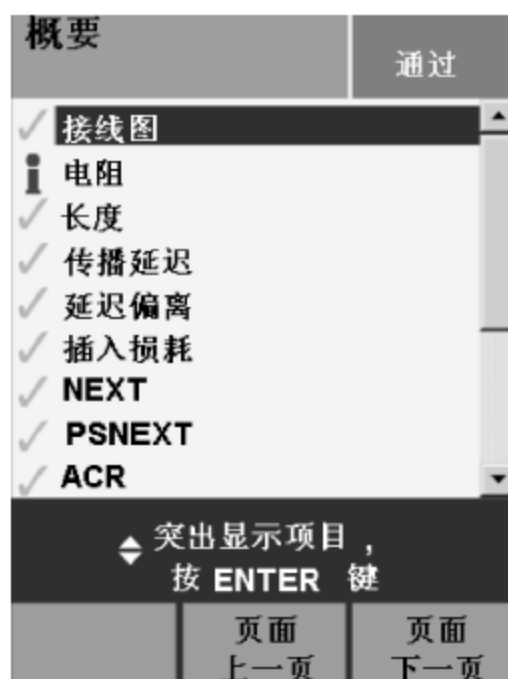 概要
通过
接线图
电阻
长度
传播延迟
延迟偏离
插入损耗
NEXT
PSNEXT
ACR
突出显示项目，
按 ENTER 键
页面
上一页
页面
下一页